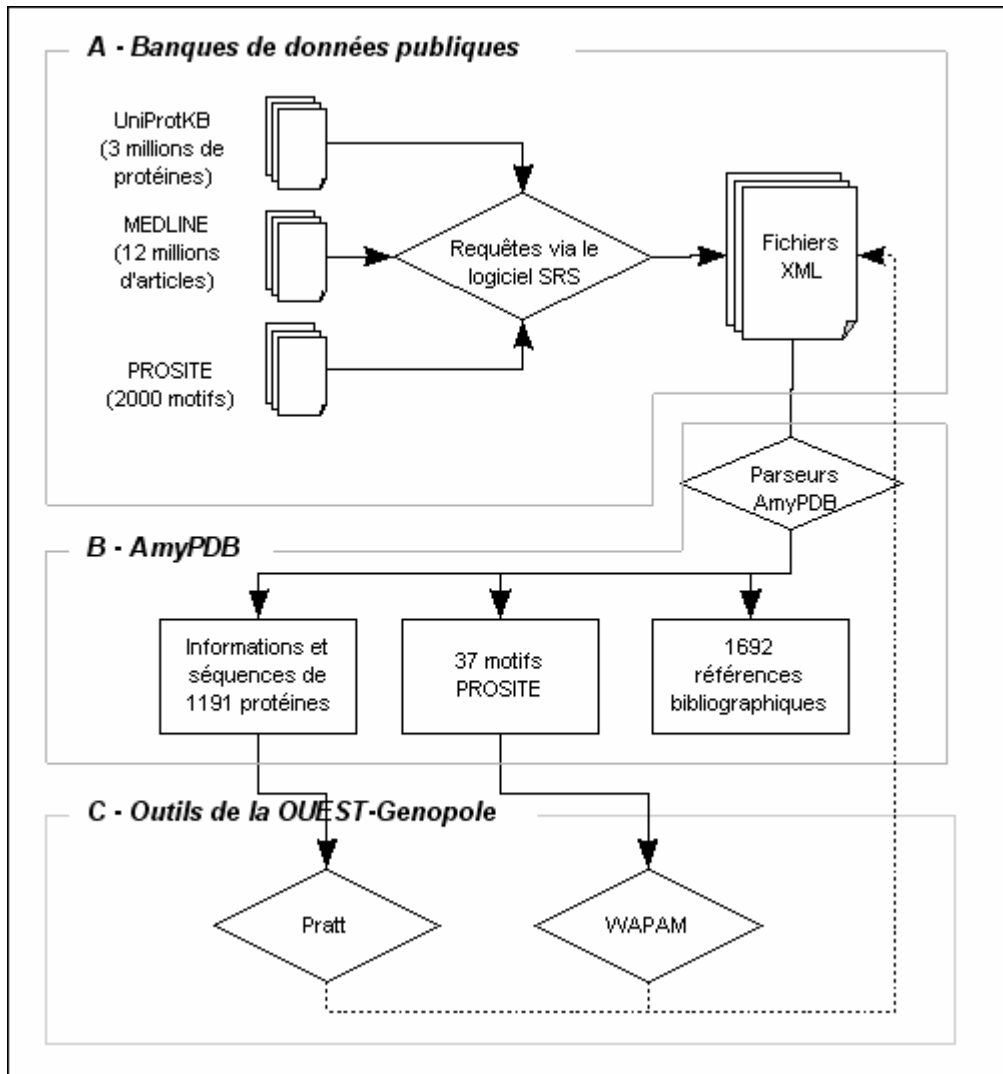 A - Banques de données publiques
UniProtKB
(3 millions de
protéines)
MEDLINE
(12 millions
d'articles)
PROSITE
(2000 motifs)
Requêtes via le
logiciel SRS
Fichiers
XML
Parseurs
AmyPDB
B - AmyPDB
Informations et
séquences de
1191 protéines
37 motifs
PROSITE
1692
références
bibliographiques
C - Outils de la OUEST-Genopole
Pratt
WAPAM